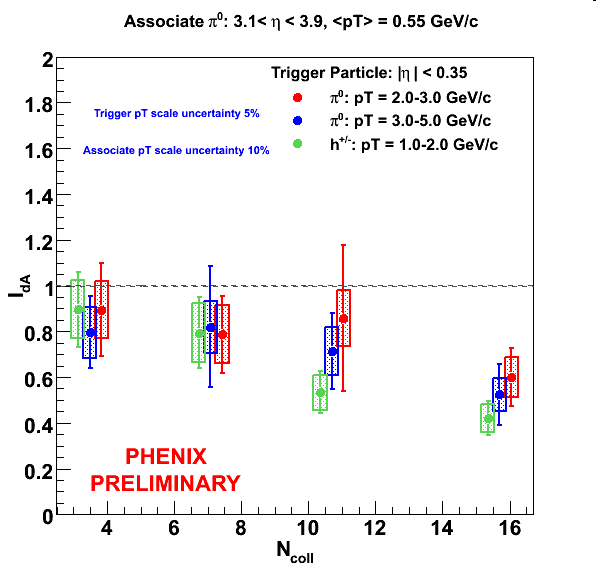 Associate π⁰: 3.1< η < 3.9, <pT> = 0.55 GeV/c
Trigger Particle: |η| < 0.35
π⁰: pT = 2.0-3.0 GeV/c
π⁰: pT = 3.0-5.0 GeV/c
h⁺/⁻: pT = 1.0-2.0 GeV/c
Trigger pT scale uncertainty 5%
Associate pT scale uncertainty 10%
2
1.8
1.6
1.4
1.2
1
0.8
0.6
0.4
0.2
0
I_dA
PHENIX
PRELIMINARY
4 6 8 10 12 14 16
N_coll